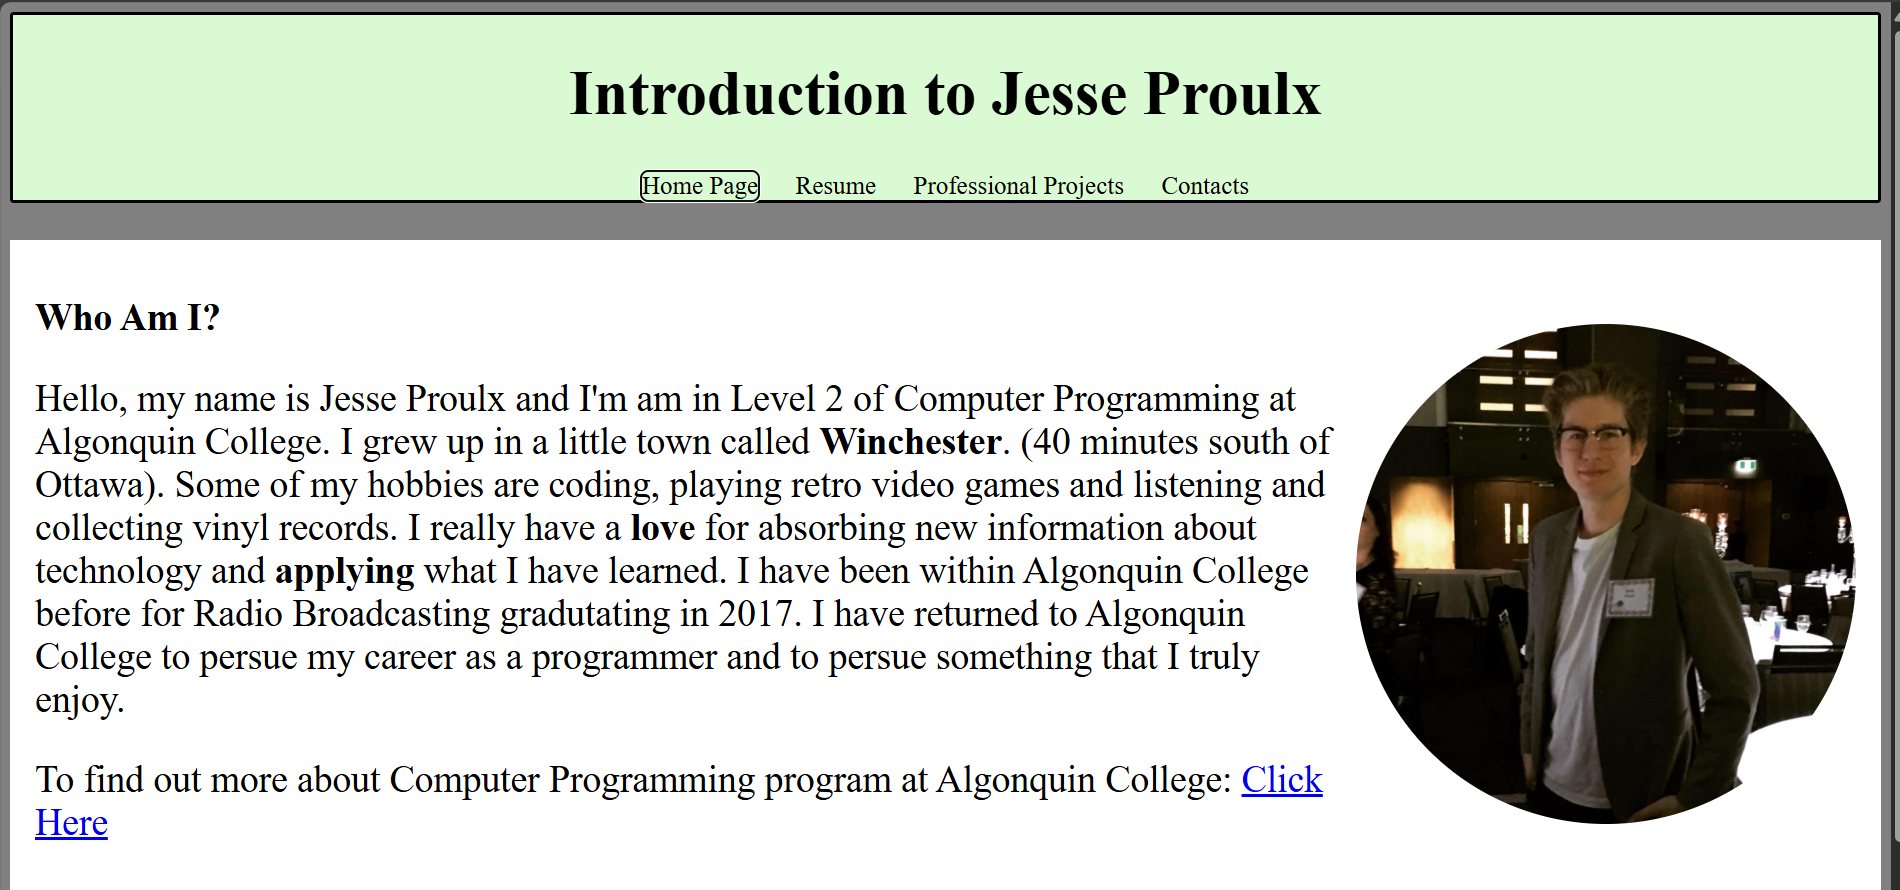 Introduction to Jesse Proulx
Home Page Resume Professional Projects Contacts
Who Am I?
Hello, my name is Jesse Proulx and I'm am in Level 2 of Computer Programming at
Algonquin College. I grew up in a little town called Winchester. (40 minutes south of
Ottawa). Some of my hobbies are coding, playing retro video games and listening and
collecting vinyl records. I really have a love for absorbing new information about
technology and applying what I have learned. I have been within Algonquin College
before for Radio Broadcasting gradutating in 2017. I have returned to Algonquin
College to persue my career as a programmer and to persue something that I truly
enjoy.
To find out more about Computer Programming program at Algonquin College: Click
Here